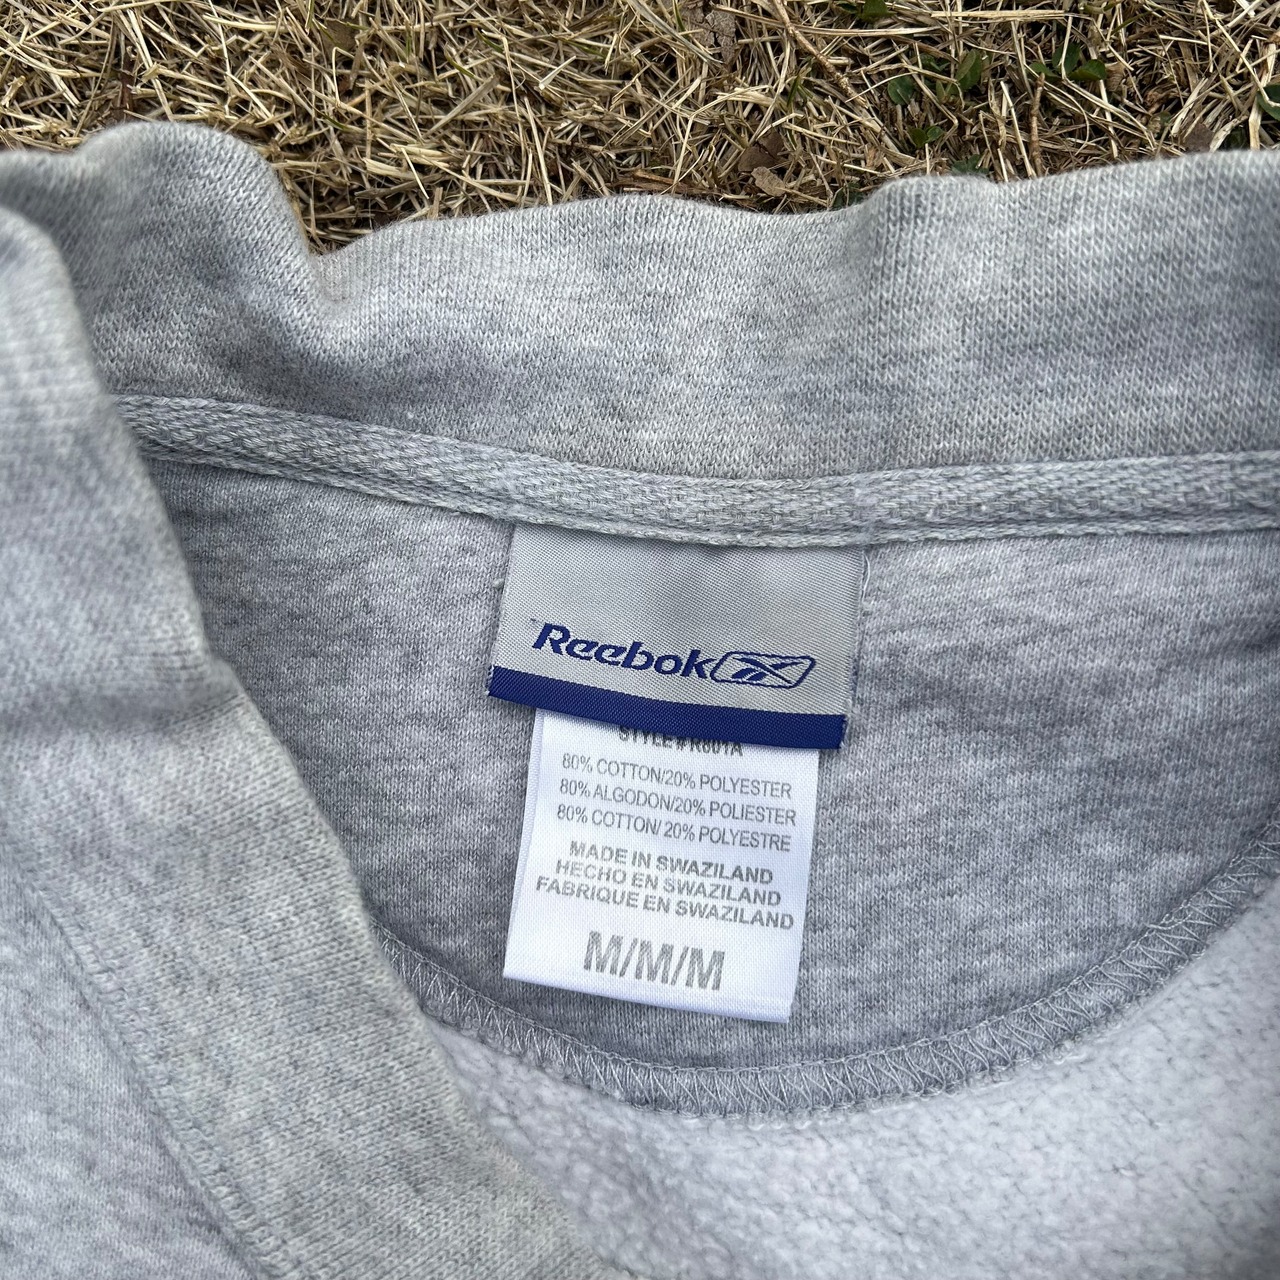 Reebok
80% COTTON/20% POLYESTER
80% ALGODON/20% POLIESTER
80% COTTON/ 20% POLYESTRE
MADE IN SWAZILAND
HECHO EN SWAZILAND
FABRIQUE EN SWAZILAND
M/M/M